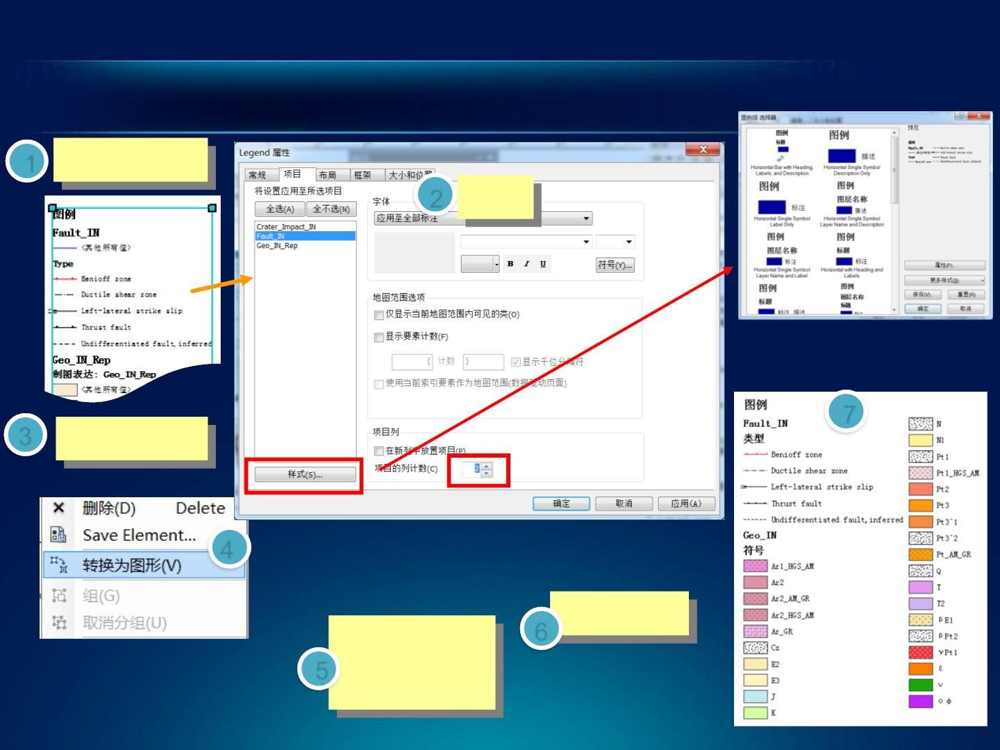 1
图例
Fault_IN
<其他所有值>
Type
Benioff zone
Ductile shear zone
Left-lateral strike slip
Thrust fault
Undifferentiated fault,inferred
Geo_IN_Rep
制图表达: Geo_IN_Rep
<其他所有值>
2
Legend 属性
常规 项目 布局 框架 大小和位置
将设置应用至所选项目
全选(A) 全不选(N)
Crater_Impact_IN
Fault_IN
Geo_IN_Rep
样式(S)...
字体
应用至全部标注
B I U 符号(Y)...
地图范围选项
仅显示当前地图范围内可见的类(O)
显示要素计数(F)
( 计数 ) 显示千位分隔符
使用当前索引要素作为地图范围(数据驱动页面)
项目列
在新列中放置项目(P)
项目的列计数(C) 2
确定 取消 应用(A)
图例项 选择器
图例 图例
标题
描述
Horizontal Bar with Heading, Labels, and Description
Horizontal Single Symbol Description Only
图例 图例
图层名称
标注 描述
Horizontal Single Symbol Label Only
Horizontal Single Symbol Layer Name and Description
图例 图例
图层名称 标题
标注 标注
Horizontal Single Symbol Layer Name and Label
Horizontal with Heading and Labels
图例 图例
标题 图层名称
标题
标注 描述 标注
预览
属性(P)...
更多样式(S)
保存(V)... 重置(R)
确定 取消
3
删除(D) Delete
Save Element...
转换为图形(V)
组(G)
取消分组(U)
4
5
6
7
图例
Fault_IN
类型
Benioff zone
Ductile shear zone
Left-lateral strike slip
Thrust fault
Undifferentiated fault,inferred
Geo_IN
符号
Ar1_HGS_AM
Ar2
Ar2_AM_GR
Ar2_HGS_AM
Ar_GR
Cz
E2
E3
J
K
N
N1
Pt1
Pt1_HGS_AM
Pt2
Pt3
Pt3^1
Pt3^2
Pt_AM_GR
Q
T
T2
βE1
βPt2
νPt1
ε
ν
οφ